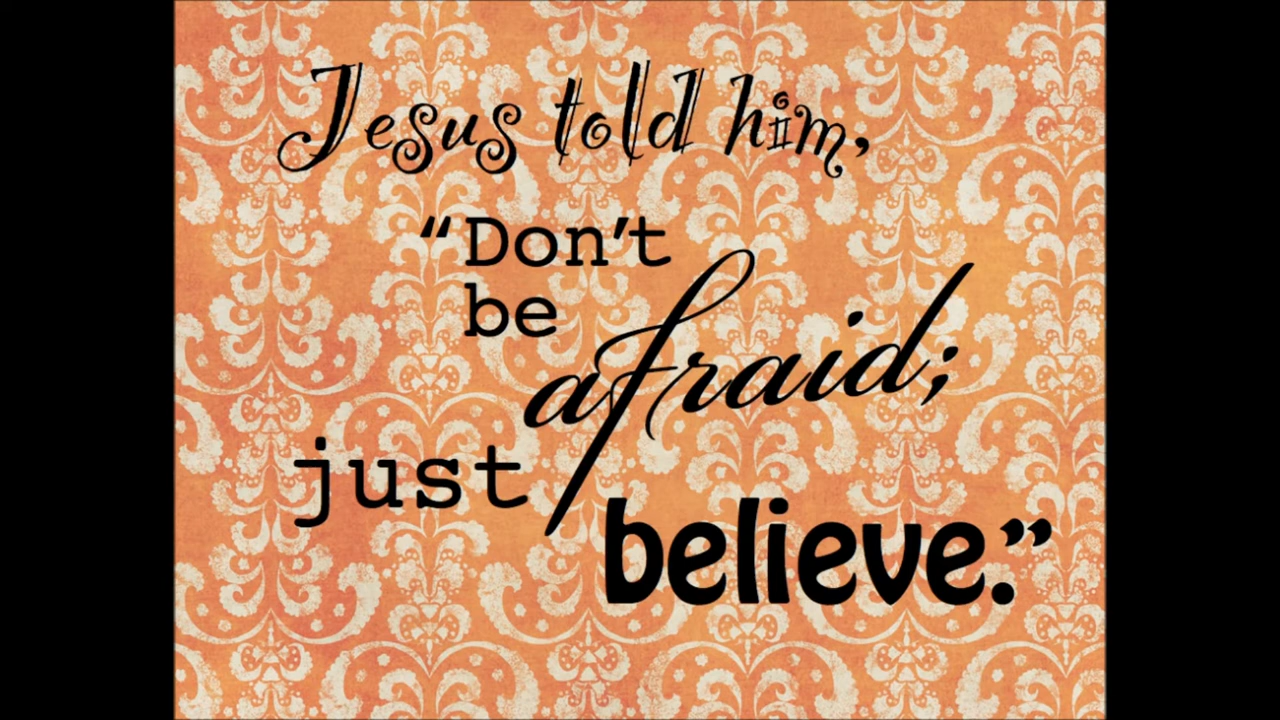 Jesus told him,
“Don’t
be
afraid;
just
believe.”